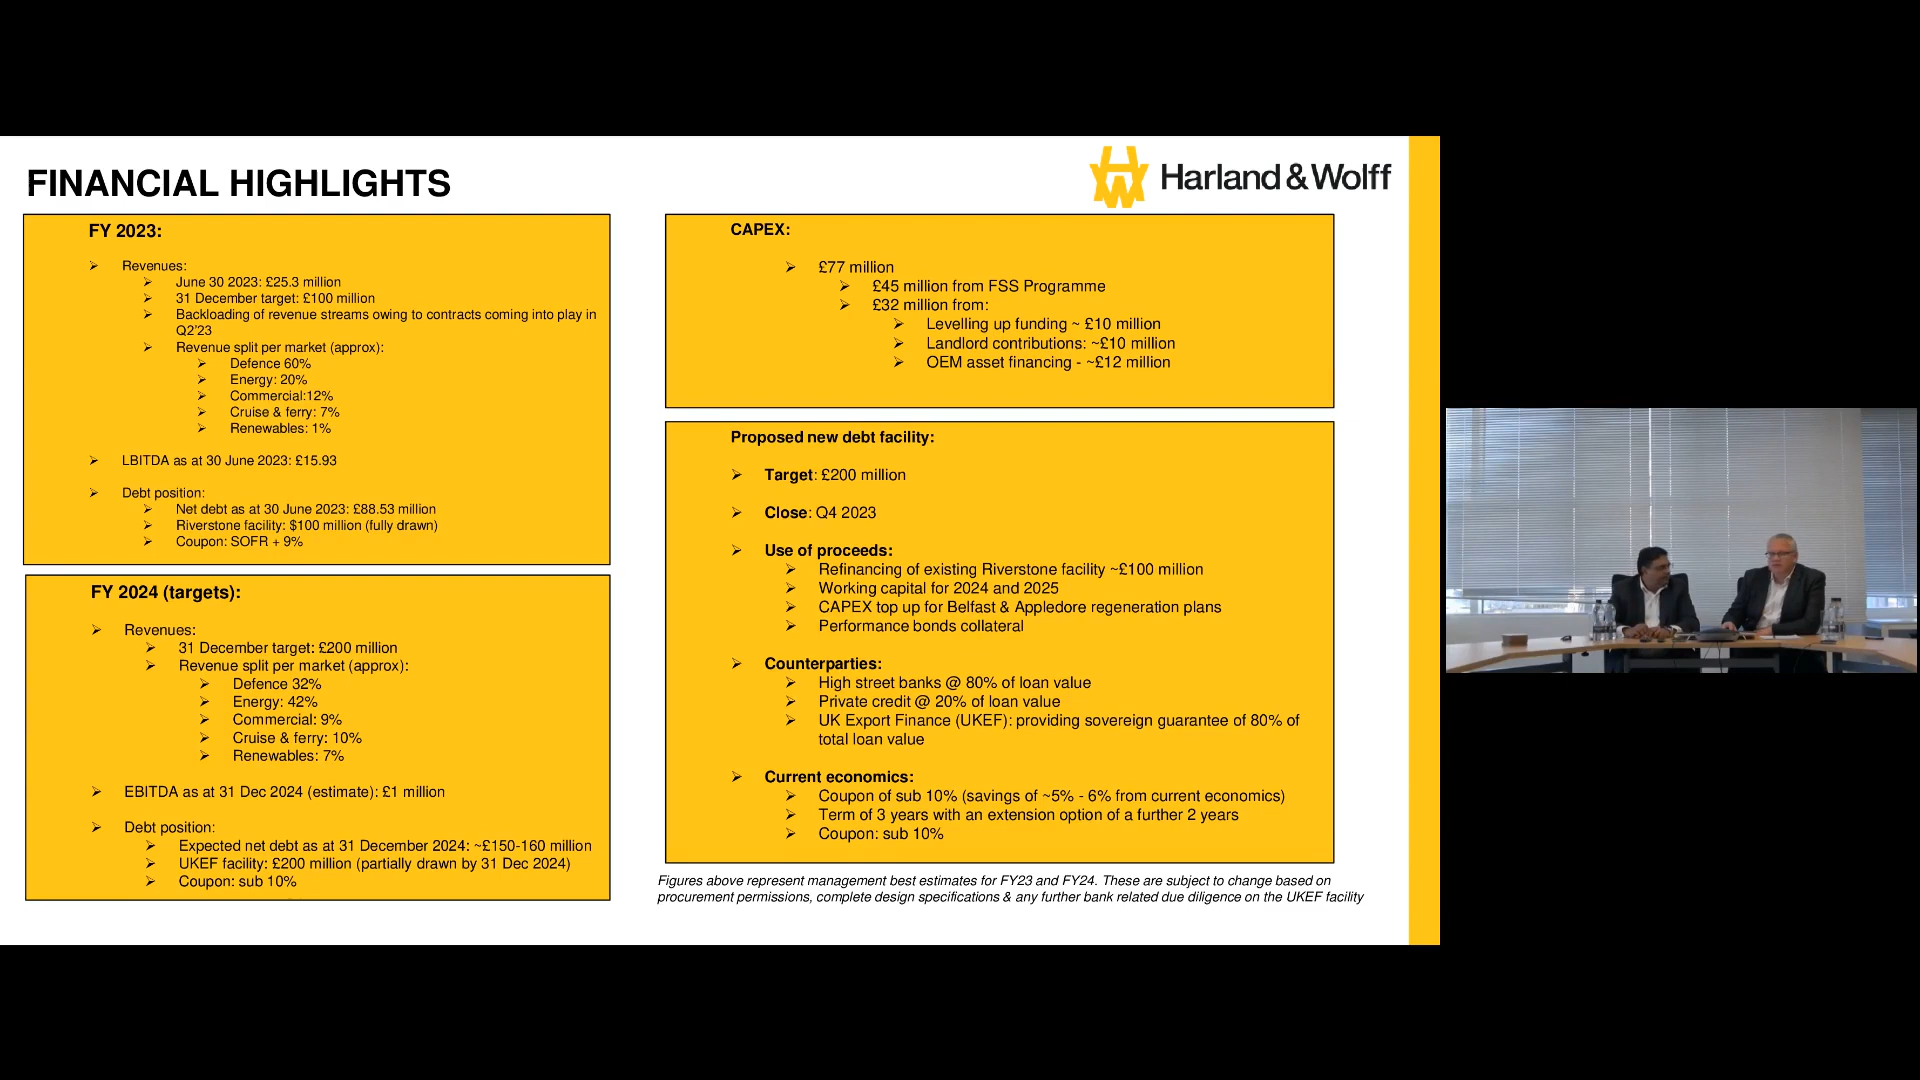 FINANCIAL HIGHLIGHTS
Harland & Wolff
FY 2023:
Revenues:
June 30 2023: £25.3 million
31 December target: £100 million
Backloading of revenue streams owing to contracts coming into play in
Q2'23
Revenue split per market (approx):
Defence 60%
Energy: 20%
Commercial:12%
Cruise & ferry: 7%
Renewables: 1%
LBITDA as at 30 June 2023: £15.93
Debt position:
Net debt as at 30 June 2023: £88.53 million
Riverstone facility: $100 million (fully drawn)
Coupon: SOFR + 9%
FY 2024 (targets):
Revenues:
31 December target: £200 million
Revenue split per market (approx):
Defence 32%
Energy: 42%
Commercial: 9%
Cruise & ferry: 10%
Renewables: 7%
EBITDA as at 31 Dec 2024 (estimate): £1 million
Debt position:
Expected net debt as at 31 December 2024: ~£150-160 million
UKEF facility: £200 million (partially drawn by 31 Dec 2024)
Coupon: sub 10%
CAPEX:
£77 million
£45 million from FSS Programme
£32 million from:
Levelling up funding ~ £10 million
Landlord contributions: ~£10 million
OEM asset financing - ~£12 million
Proposed new debt facility:
Target: £200 million
Close: Q4 2023
Use of proceeds:
Refinancing of existing Riverstone facility ~£100 million
Working capital for 2024 and 2025
CAPEX top up for Belfast & Appledore regeneration plans
Performance bonds collateral
Counterparties:
High street banks @ 80% of loan value
Private credit @ 20% of loan value
UK Export Finance (UKEF): providing sovereign guarantee of 80% of
total loan value
Current economics:
Coupon of sub 10% (savings of ~5% - 6% from current economics)
Term of 3 years with an extension option of a further 2 years
Coupon: sub 10%
Figures above represent management best estimates for FY23 and FY24. These are subject to change based on
procurement permissions, complete design specifications & any further bank related due diligence on the UKEF facility